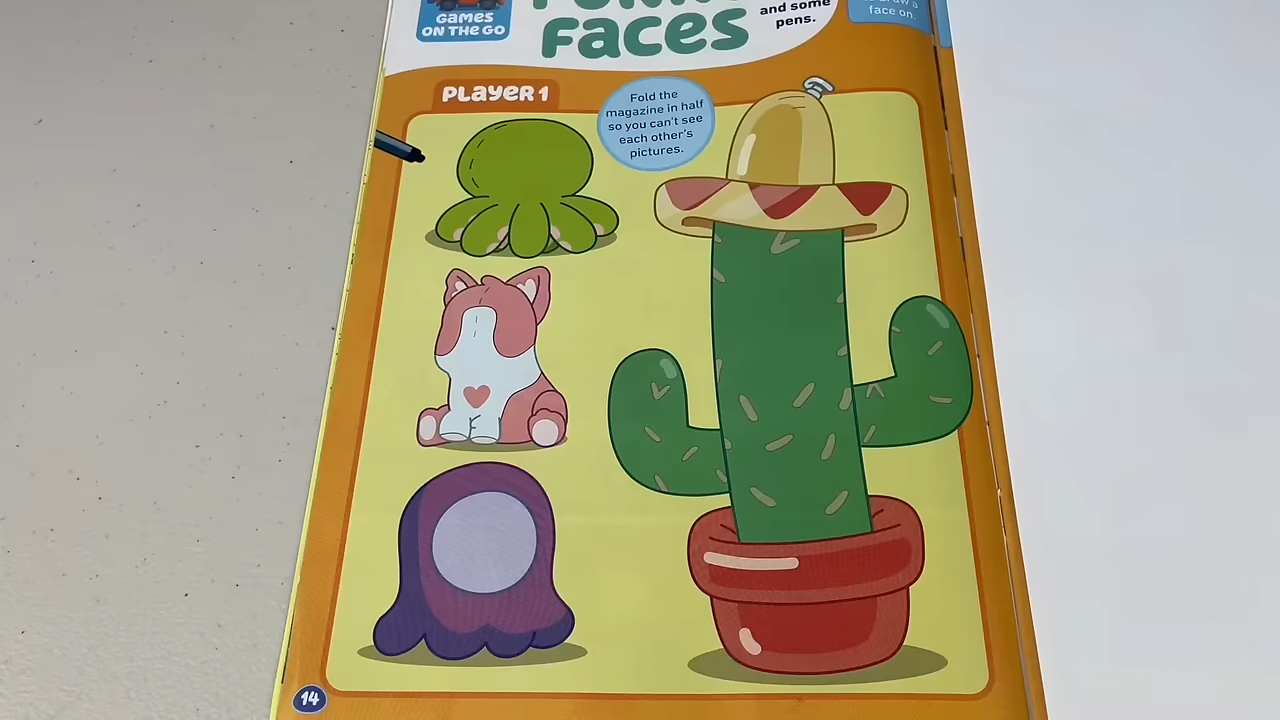 GAMES
ON THE GO
FACES
and some
pens.
face on.
PLAYER 1
Fold the
magazine in half
so you can't see
each other's
pictures.
14